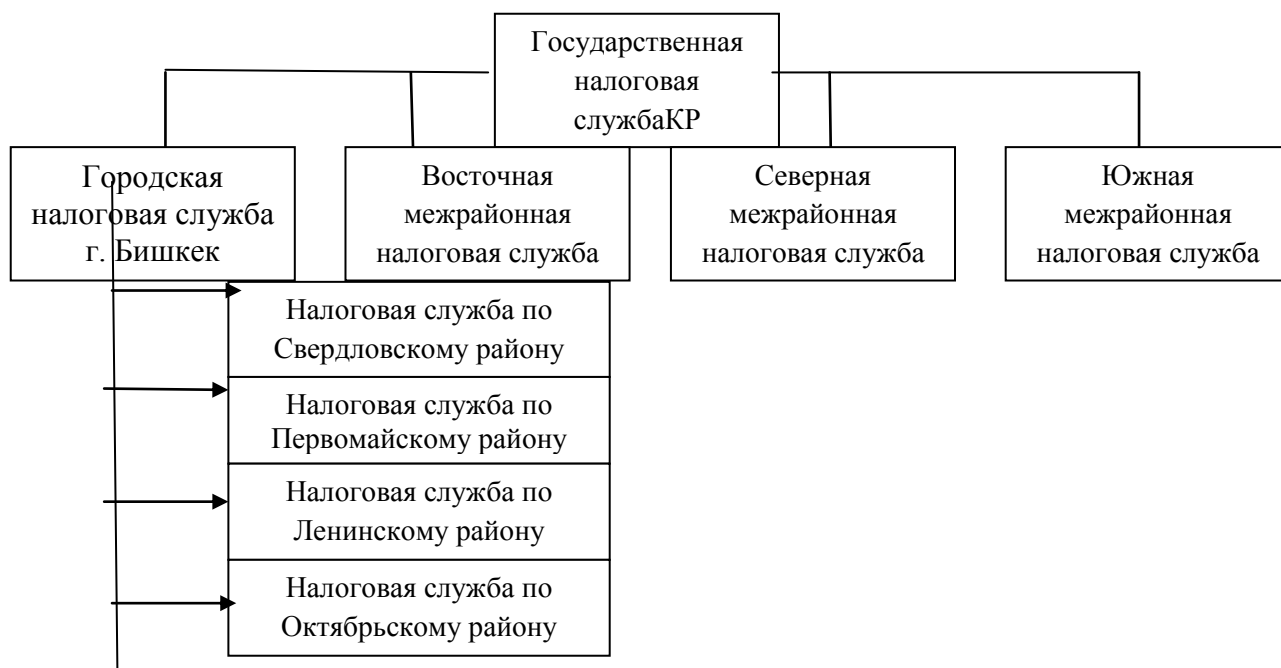 Государственная
налоговая
службаКР
Городская
налоговая служба
г. Бишкек
Восточная
межрайонная
налоговая служба
Северная
межрайонная
налоговая служба
Южная
межрайонная
налоговая служба
Налоговая служба по
Свердловскому району
Налоговая служба по
Первомайскому району
Налоговая служба по
Ленинскому району
Налоговая служба по
Октябрьскому району